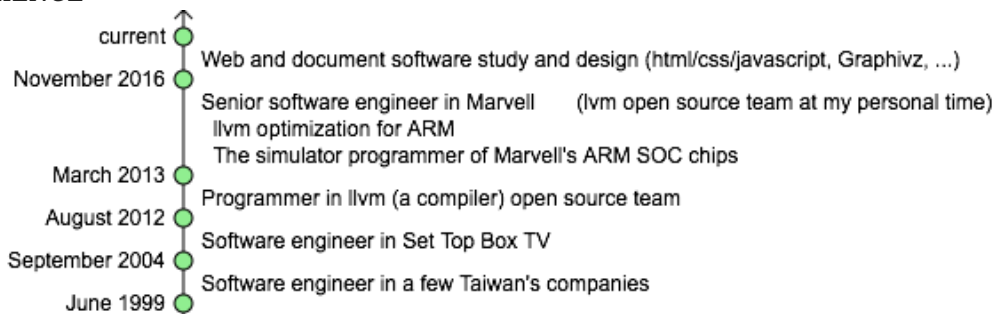 current
Web and document software study and design (html/css/javascript, Graphivz, ...)
November 2016
Senior software engineer in Marvell (lvm open source team at my personal time)
llvm optimization for ARM
The simulator programmer of Marvell's ARM SOC chips
March 2013
Programmer in llvm (a compiler) open source team
August 2012
Software engineer in Set Top Box TV
September 2004
Software engineer in a few Taiwan's companies
June 1999